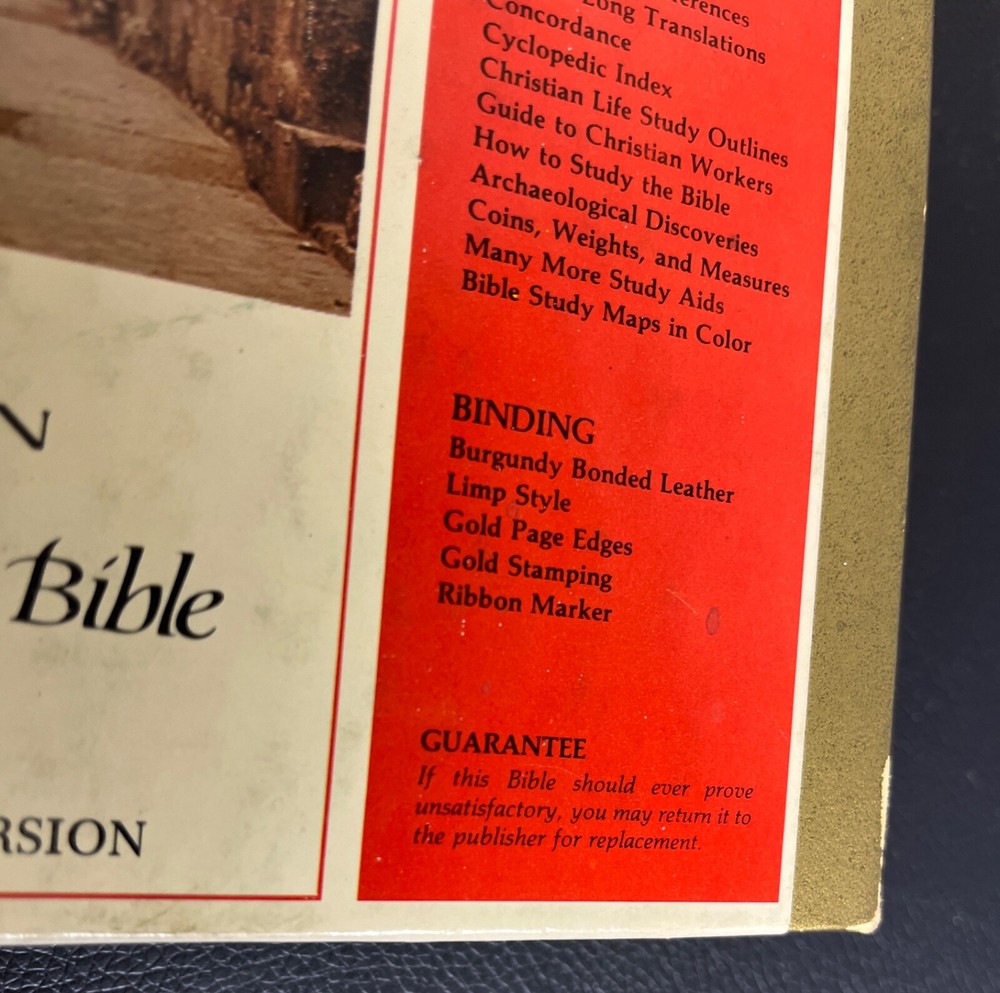 Long Translations
Concordance
Cyclopedic Index
Christian Life Study Outlines
Guide to Christian Workers
How to Study the Bible
Archaeological Discoveries
Coins, Weights, and Measures
Many More Study Aids
Bible Study Maps in Color
BINDING
Burgundy Bonded Leather
Limp Style
Gold Page Edges
Gold Stamping
Ribbon Marker
GUARANTEE
If this Bible should ever prove
unsatisfactory, you may return it to
the publisher for replacement.
N
Bible
RSION